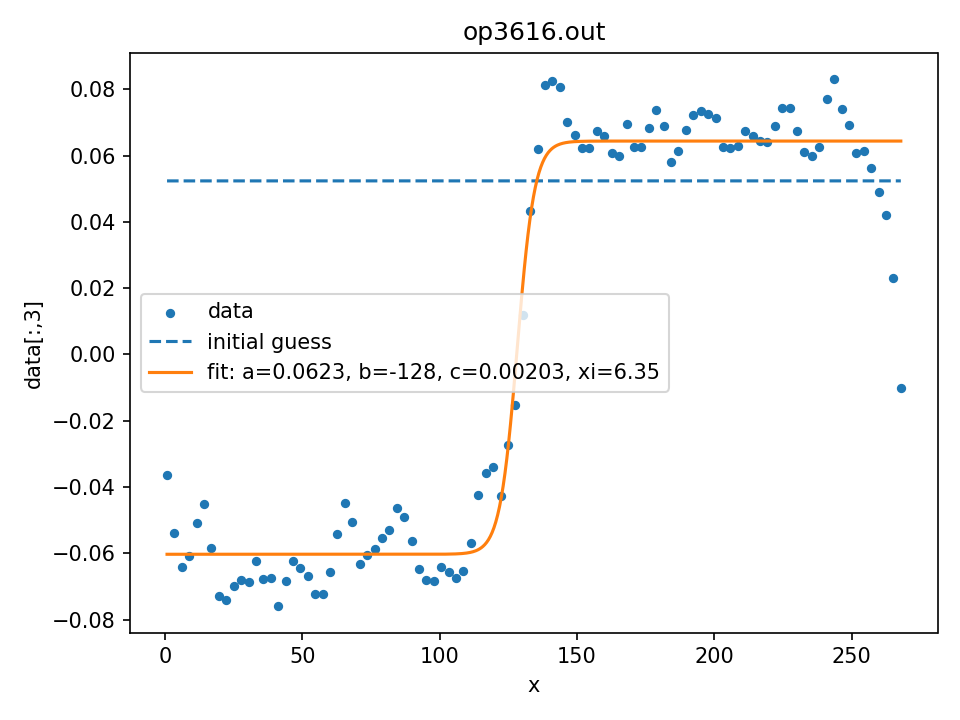 op3616.out
0.08
0.06
0.04
0.02
0.00
−0.02
−0.04
−0.06
−0.08
data[:,3]
data
initial guess
fit: a=0.0623, b=-128, c=0.00203, xi=6.35
0 50 100 150 200 250
x